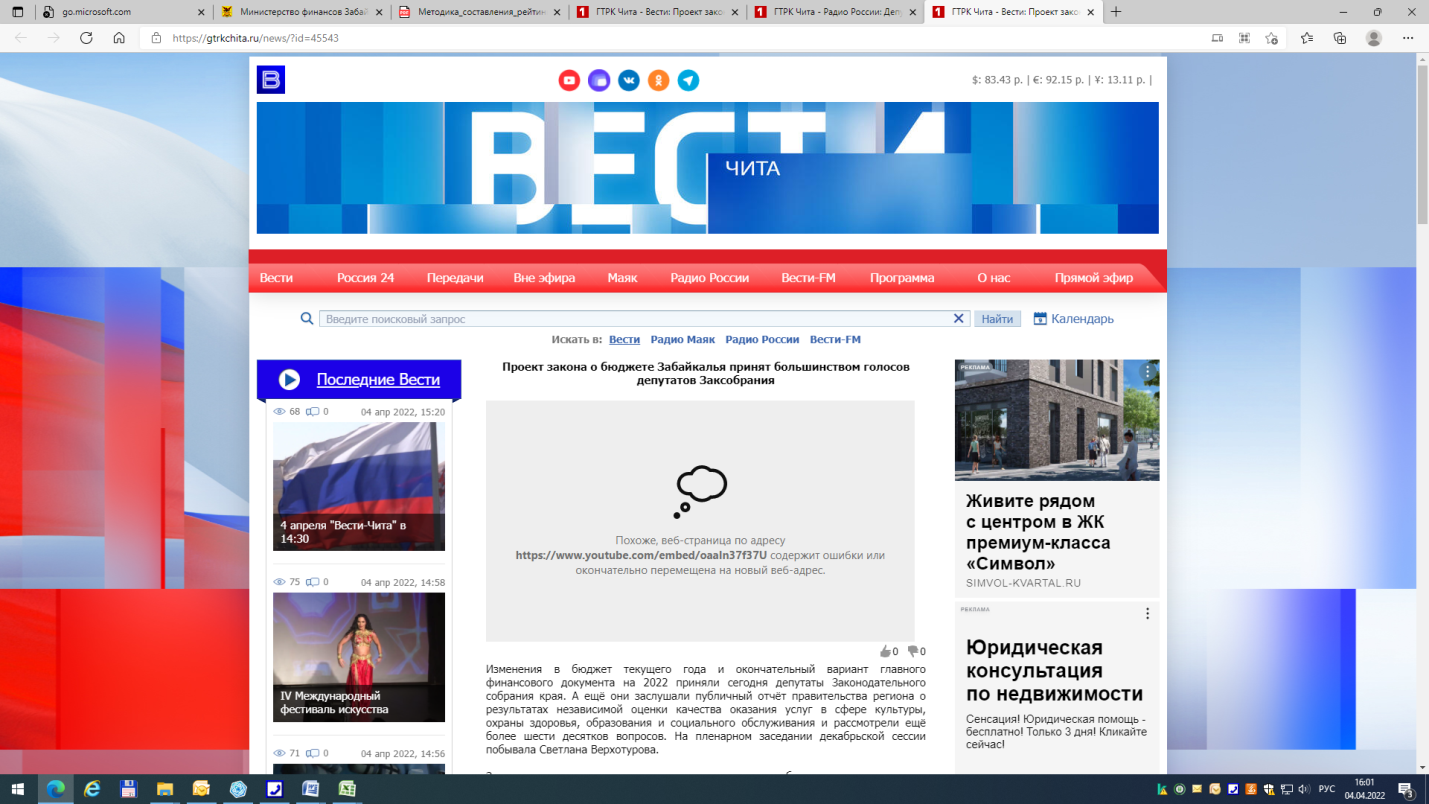 go.microsoft.com
Министерство финансов Забай
Методика_составления_рейтин
ГТРК Чита - Вести: Проект зако
ГТРК Чита - Радио России: Деп
ГТРК Чита - Вести: Проект зако
https://gtrkchita.ru/news/?id=45543
$: 83.43 р. | €: 92.15 р. | ¥: 13.11 р. |
ВЕСТИ
ЧИТА
Вести Россия 24 Передачи Вне эфира Маяк Радио России Вести-FM Программа О нас Прямой эфир
Введите поисковый запрос
Найти
Календарь
Искать в: Вести Радио Маяк Радио России Вести-FM
Последние Вести
68 0 04 апр 2022, 15:20
4 апреля "Вести-Чита" в
14:30
75 0 04 апр 2022, 14:58
IV Международный
фестиваль искусства
71 0 04 апр 2022, 14:56
Проект закона о бюджете Забайкалья принят большинством голосов
депутатов Заксобрания
Похоже, веб-страница по адресу
https://www.youtube.com/embed/oaaIn37f37U содержит ошибки или
окончательно перемещена на новый веб-адрес.
0 0
Изменения в бюджет текущего года и окончательный вариант главного
финансового документа на 2022 приняли сегодня депутаты Законодательного
собрания края. А ещё они заслушали публичный отчёт правительства региона о
результатах независимой оценки качества оказания услуг в сфере культуры,
охраны здоровья, образования и социального обслуживания и рассмотрели ещё
более шести десятков вопросов. На пленарном заседании декабрьской сессии
побывала Светлана Верхотурова.
РЕКЛАМА
Живите рядом
с центром в ЖК
премиум-класса
«Символ»
SIMVOL-KVARTAL.RU
РЕКЛАМА
Юридическая
консультация
по недвижимости
Сенсация! Юридическая помощь -
бесплатно! Только 3 дня! Кликайте
сейчас!
РУС
16:01
04.04.2022
3